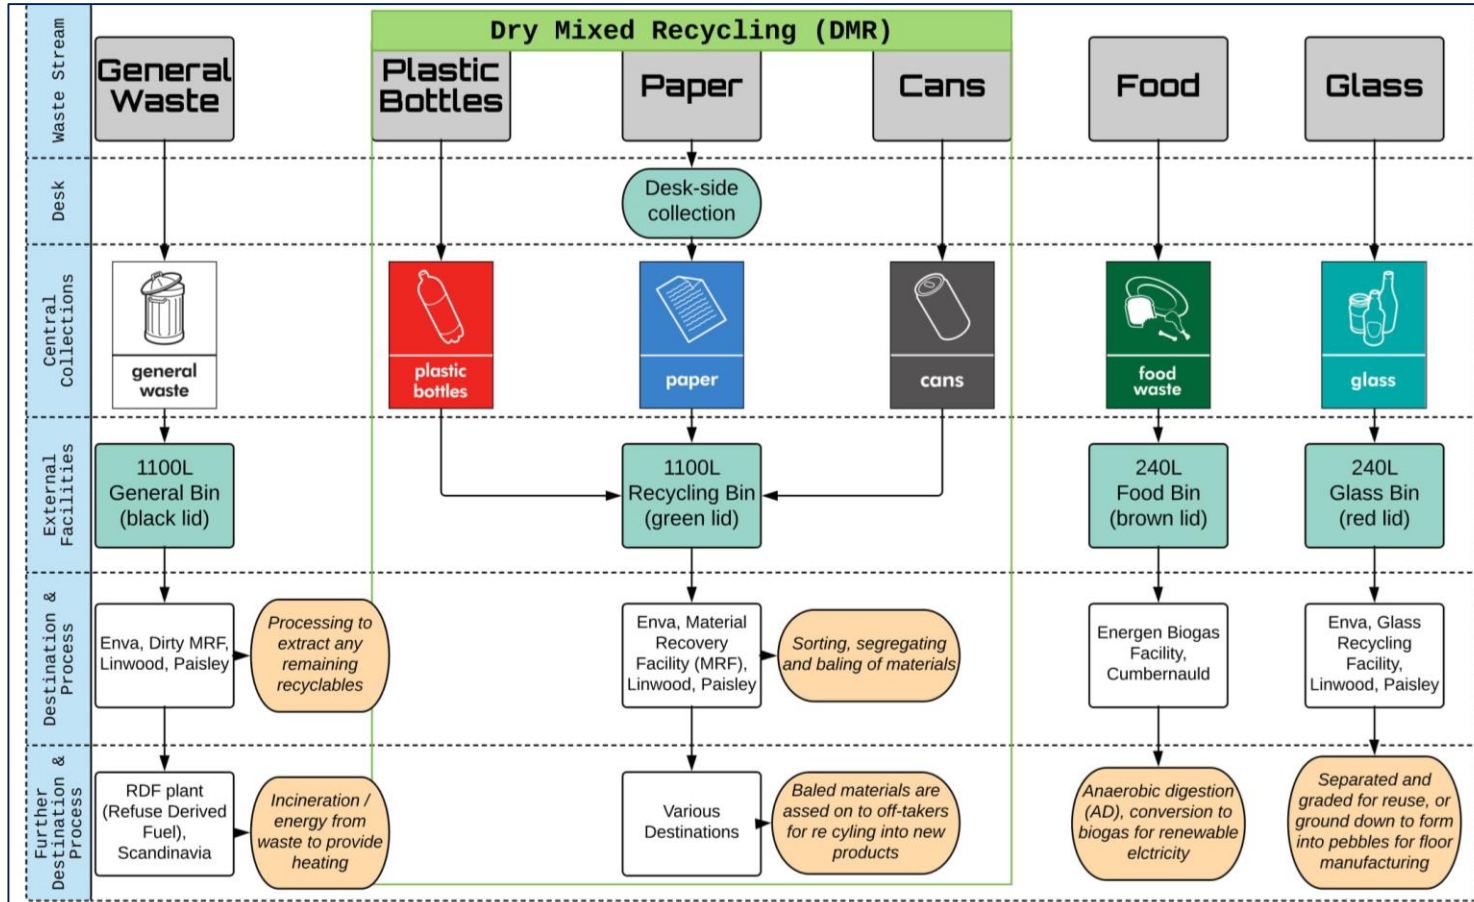 Dry Mixed Recycling (DMR)
Waste Stream
General
Waste
Plastic
Bottles
Paper
Cans
Food
Glass
Desk
Desk-side
collection
Central
Collections
general
waste
plastic
bottles
paper
cans
food
waste
glass
External
Facilities
1100L
General Bin
(black lid)
1100L
Recycling Bin
(green lid)
240L
Food Bin
(brown lid)
240L
Glass Bin
(red lid)
Destination &
Process
Enva, Dirty MRF,
Linwood, Paisley
Processing to
extract any
remaining
recyclables
Enva, Material
Recovery
Facility (MRF),
Linwood, Paisley
Sorting, segregating
and baling of materials
Energen Biogas
Facility,
Cumbernauld
Enva, Glass
Recycling
Facility,
Linwood, Paisley
Further
Destination &
Process
RDF plant
(Refuse Derived
Fuel),
Scandinavia
Incineration /
energy from
waste to provide
heating
Various
Destinations
Baled materials are
assed on to off-takers
for re cyling into new
products
Anaerobic digestion
(AD), conversion to
biogas for renewable
elctricity
Separated and
graded for reuse, or
ground down to form
into pebbles for floor
manufacturing